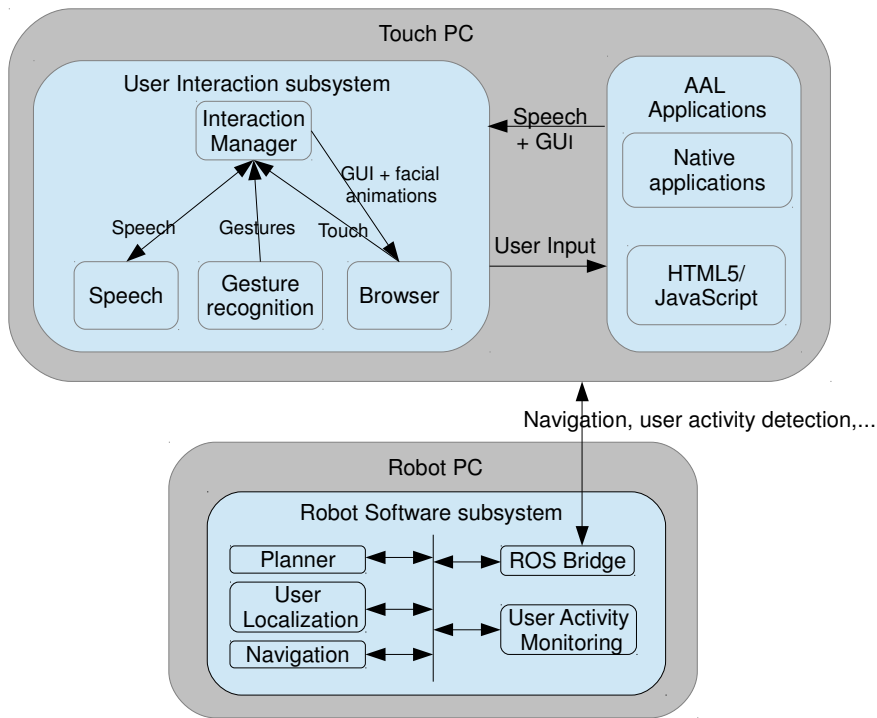 Touch PC
User Interaction subsystem
Interaction
Manager
GUI + facial
animations
Speech
Gestures
Touch
Speech
Gesture
recognition
Browser
Speech
+ GUI
User Input
AAL
Applications
Native
applications
HTML5/
JavaScript
Navigation, user activity detection,...
Robot PC
Robot Software subsystem
Planner
User
Localization
Navigation
ROS Bridge
User Activity
Monitoring